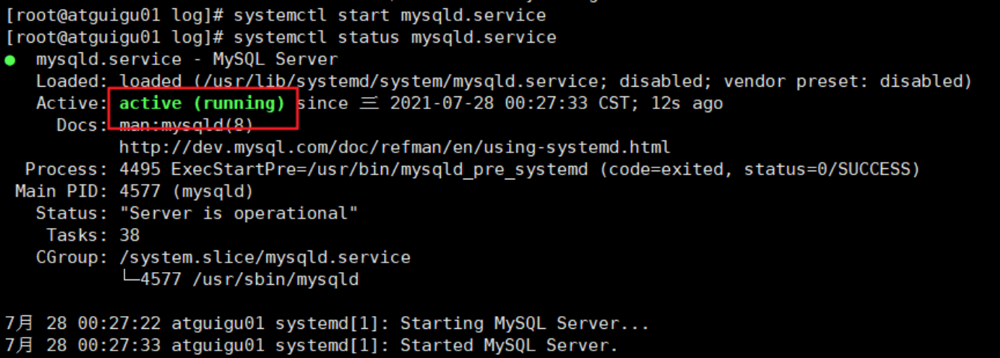 [root@atguigu01 log]# systemctl start mysqld.service
[root@atguigu01 log]# systemctl status mysqld.service
● mysqld.service - MySQL Server
Loaded: loaded (/usr/lib/systemd/system/mysqld.service; disabled; vendor preset: disabled)
Active: active (running) since 三 2021-07-28 00:27:33 CST; 12s ago
Docs: man:mysqld(8)
http://dev.mysql.com/doc/refman/en/using-systemd.html
Process: 4495 ExecStartPre=/usr/bin/mysqld_pre_systemd (code=exited, status=0/SUCCESS)
Main PID: 4577 (mysqld)
Status: "Server is operational"
Tasks: 38
CGroup: /system.slice/mysqld.service
└─4577 /usr/sbin/mysqld
7月 28 00:27:22 atguigu01 systemd[1]: Starting MySQL Server...
7月 28 00:27:33 atguigu01 systemd[1]: Started MySQL Server.